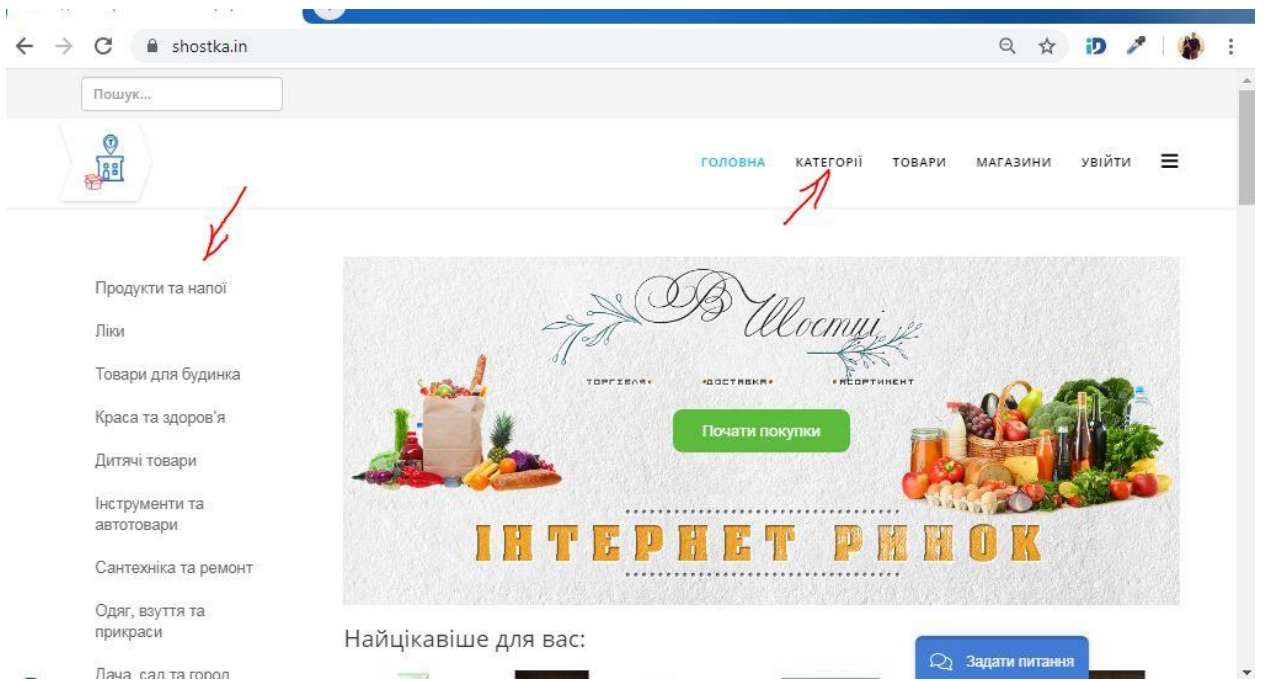 shostka.in
Пошук...
ГОЛОВНА КАТЕГОРІЇ ТОВАРИ МАГАЗИНИ УВІЙТИ
Продукти та напої
Ліки
Товари для будинка
Краса та здоров'я
Дитячі товари
Інструменти та
автотовари
Сантехніка та ремонт
Одяг, взуття та
прикраси
Дача, сад та город
В Шостці
ТОРГІВЛЯ• •ДОСТАВКА• •АСОРТИМЕНТ
Почати покупки
ІНТЕРНЕТ РИНОК
Найцікавіше для вас:
Задати питання